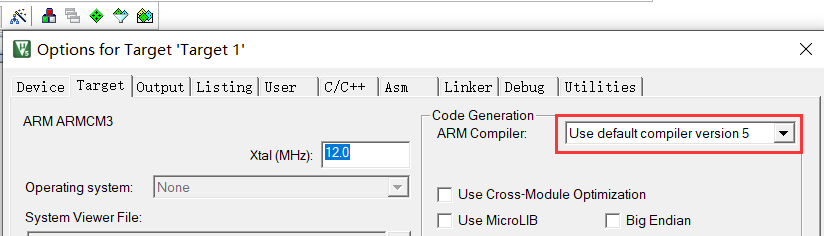 Options for Target 'Target 1'
Device Target Output Listing User C/C++ Asm Linker Debug Utilities
ARM ARMCM3
Xtal (MHz): 12.0
Operating system: None
System Viewer File:
Code Generation
ARM Compiler: Use default compiler version 5
Use Cross-Module Optimization
Use MicroLIB Big Endian